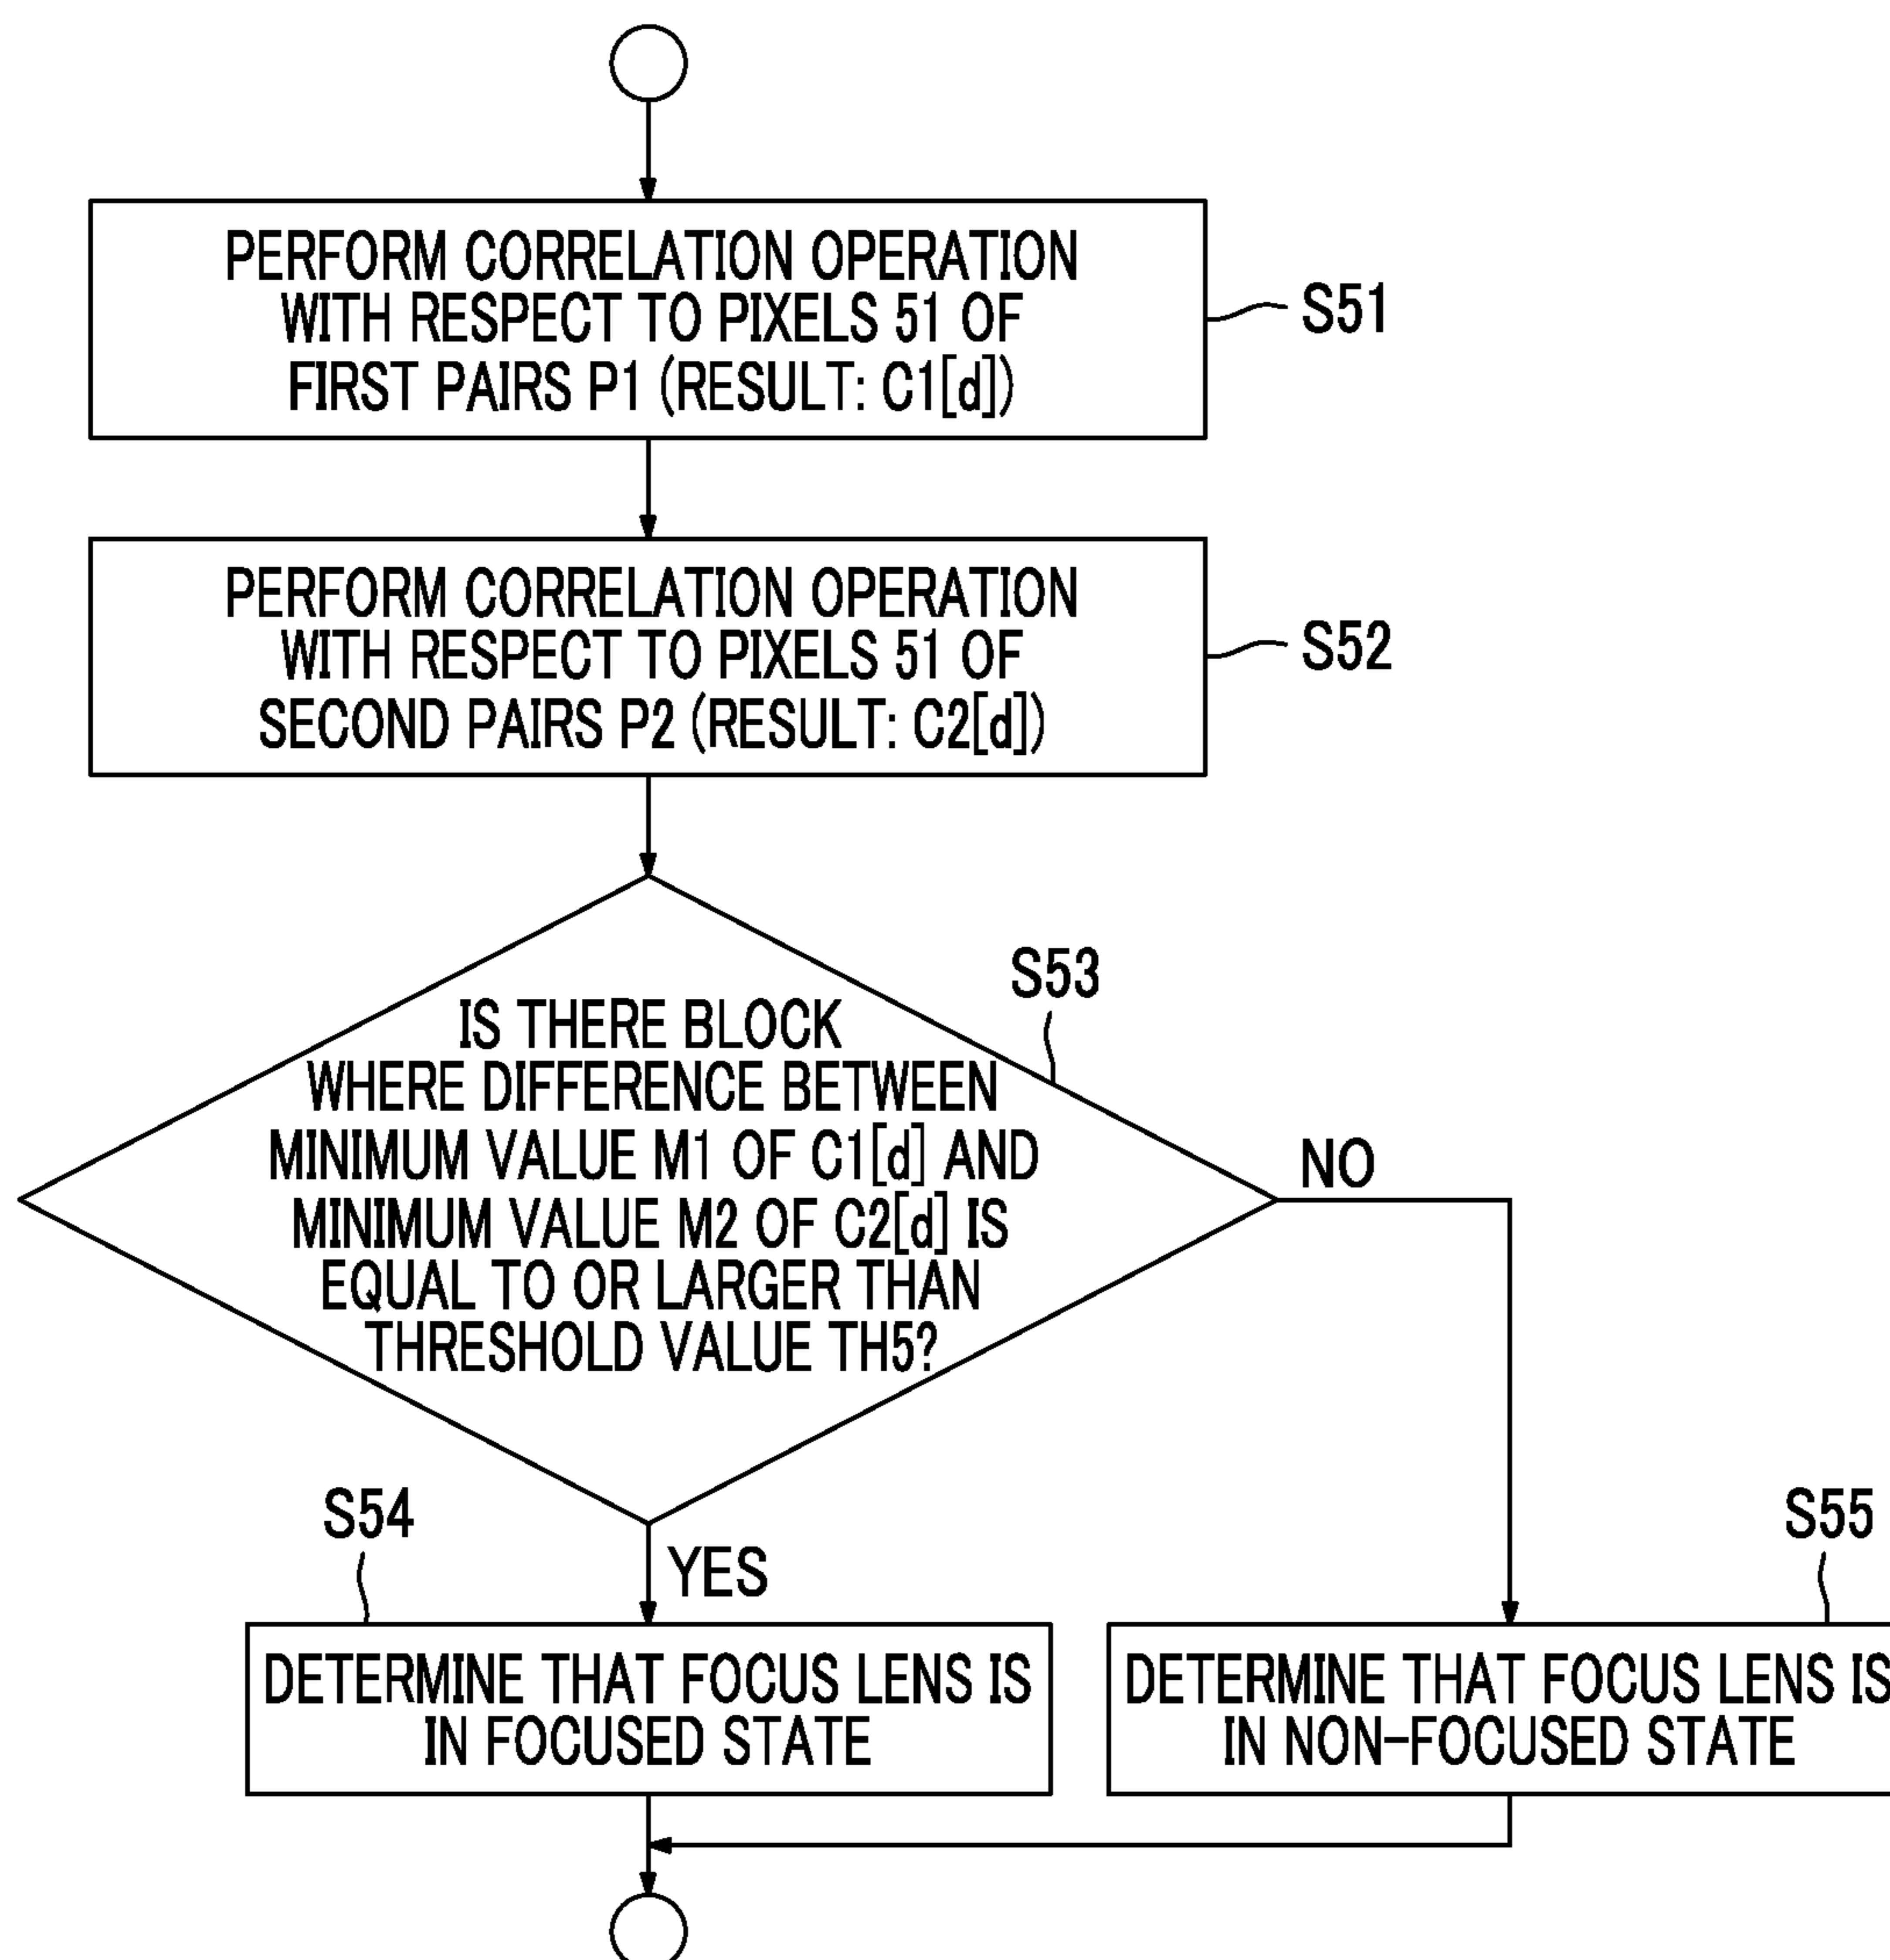 PERFORM CORRELATION OPERATION
WITH RESPECT TO PIXELS 51 OF
FIRST PAIRS P1 (RESULT: C1[d])
S51
PERFORM CORRELATION OPERATION
WITH RESPECT TO PIXELS 51 OF
SECOND PAIRS P2 (RESULT: C2[d])
S52
S53
IS THERE BLOCK
WHERE DIFFERENCE BETWEEN
MINIMUM VALUE M1 OF C1[d] AND
MINIMUM VALUE M2 OF C2[d] IS
EQUAL TO OR LARGER THAN
THRESHOLD VALUE TH5?
NO
YES
S54
DETERMINE THAT FOCUS LENS IS
IN FOCUSED STATE
S55
DETERMINE THAT FOCUS LENS IS
IN NON-FOCUSED STATE